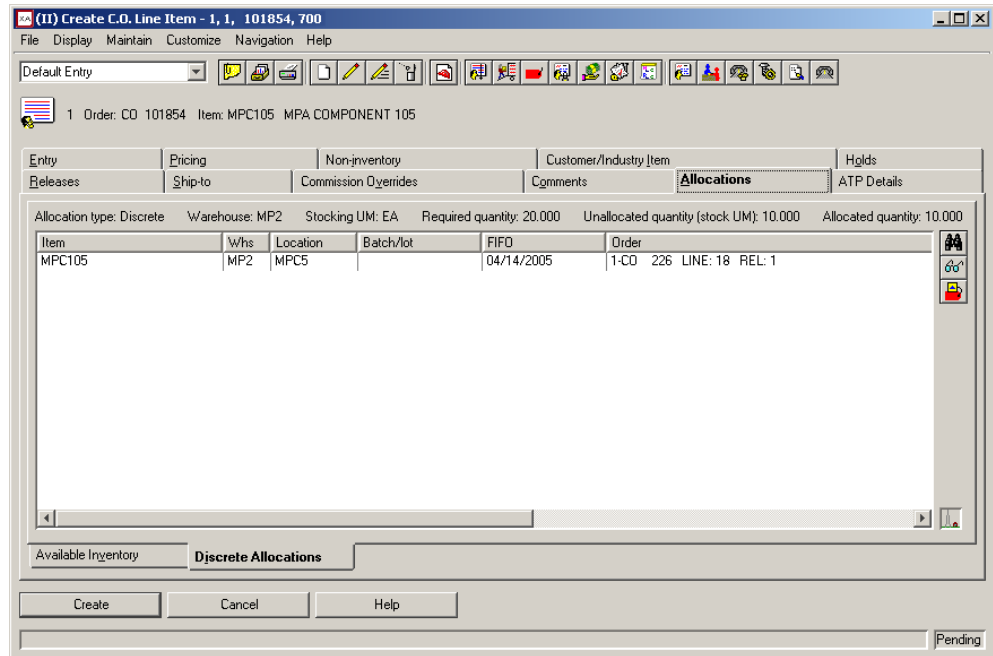 XA (II) Create C.O. Line Item - 1, 1, 101854, 700
File Display Maintain Customize Navigation Help
Default Entry
1 Order: CO 101854 Item: MPC105 MPA COMPONENT 105
Entry Pricing Non-inventory Customer/Industry Item Holds
Releases Ship-to Commission Overrides Comments Allocations ATP Details
Allocation type: Discrete Warehouse: MP2 Stocking UM: EA Required quantity: 20.000 Unallocated quantity (stock UM): 10.000 Allocated quantity: 10.000
Item Whs Location Batch/lot FIFO Order
MPC105 MP2 MPC5 04/14/2005 1-CO 226 LINE: 18 REL: 1
Available Inventory Discrete Allocations
Create Cancel Help
Pending